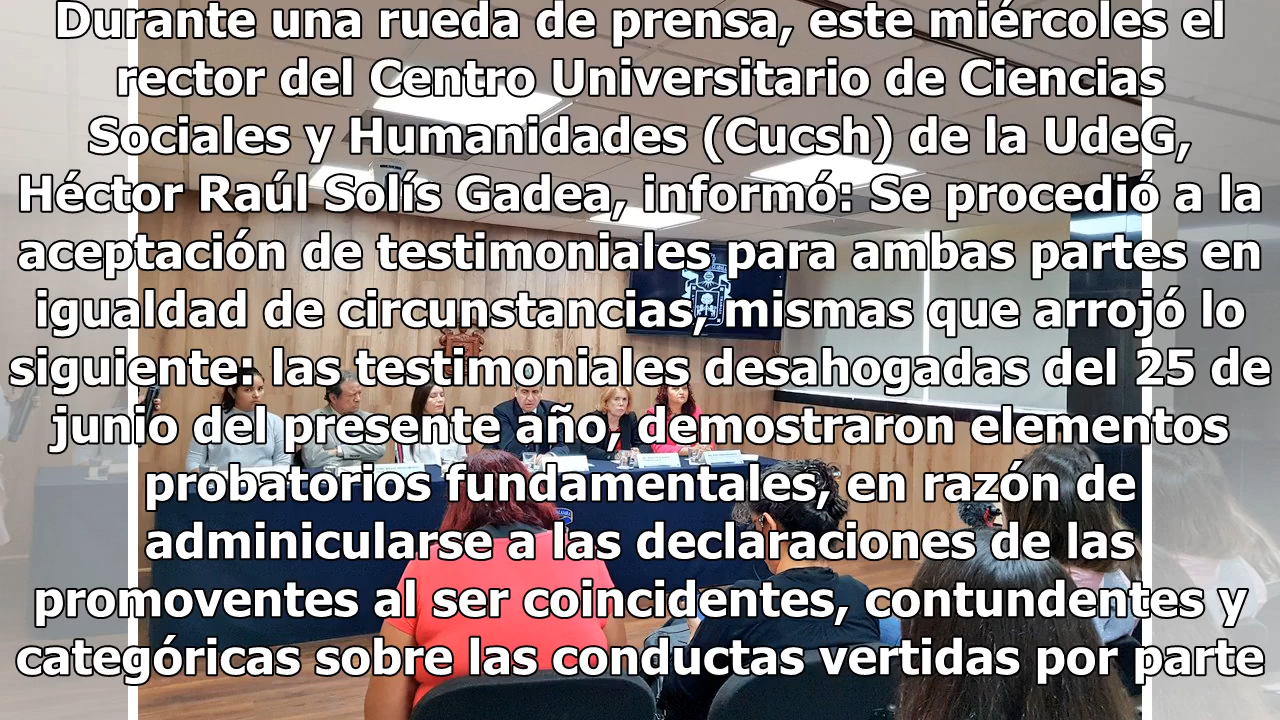 Durante una rueda de prensa, este miércoles el
rector del Centro Universitario de Ciencias
Sociales y Humanidades (Cucsh) de la UdeG,
Héctor Raúl Solís Gadea, informó: Se procedió a la
aceptación de testimoniales para ambas partes en
igualdad de circunstancias, mismas que arrojó lo
siguiente: las testimoniales desahogadas del 25 de
junio del presente año, demostraron elementos
probatorios fundamentales, en razón de
adminicularse a las declaraciones de las
promoventes al ser coincidentes, contundentes y
categóricas sobre las conductas vertidas por parte